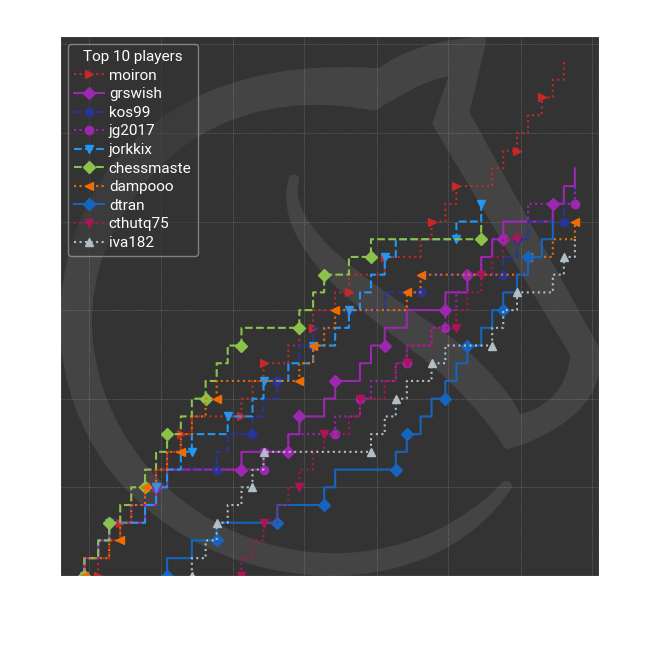 Top 10 players
moiron
grswish
kos99
jg2017
jorkkix
chessmaste
dampooo
dtran
cthutq75
iva182